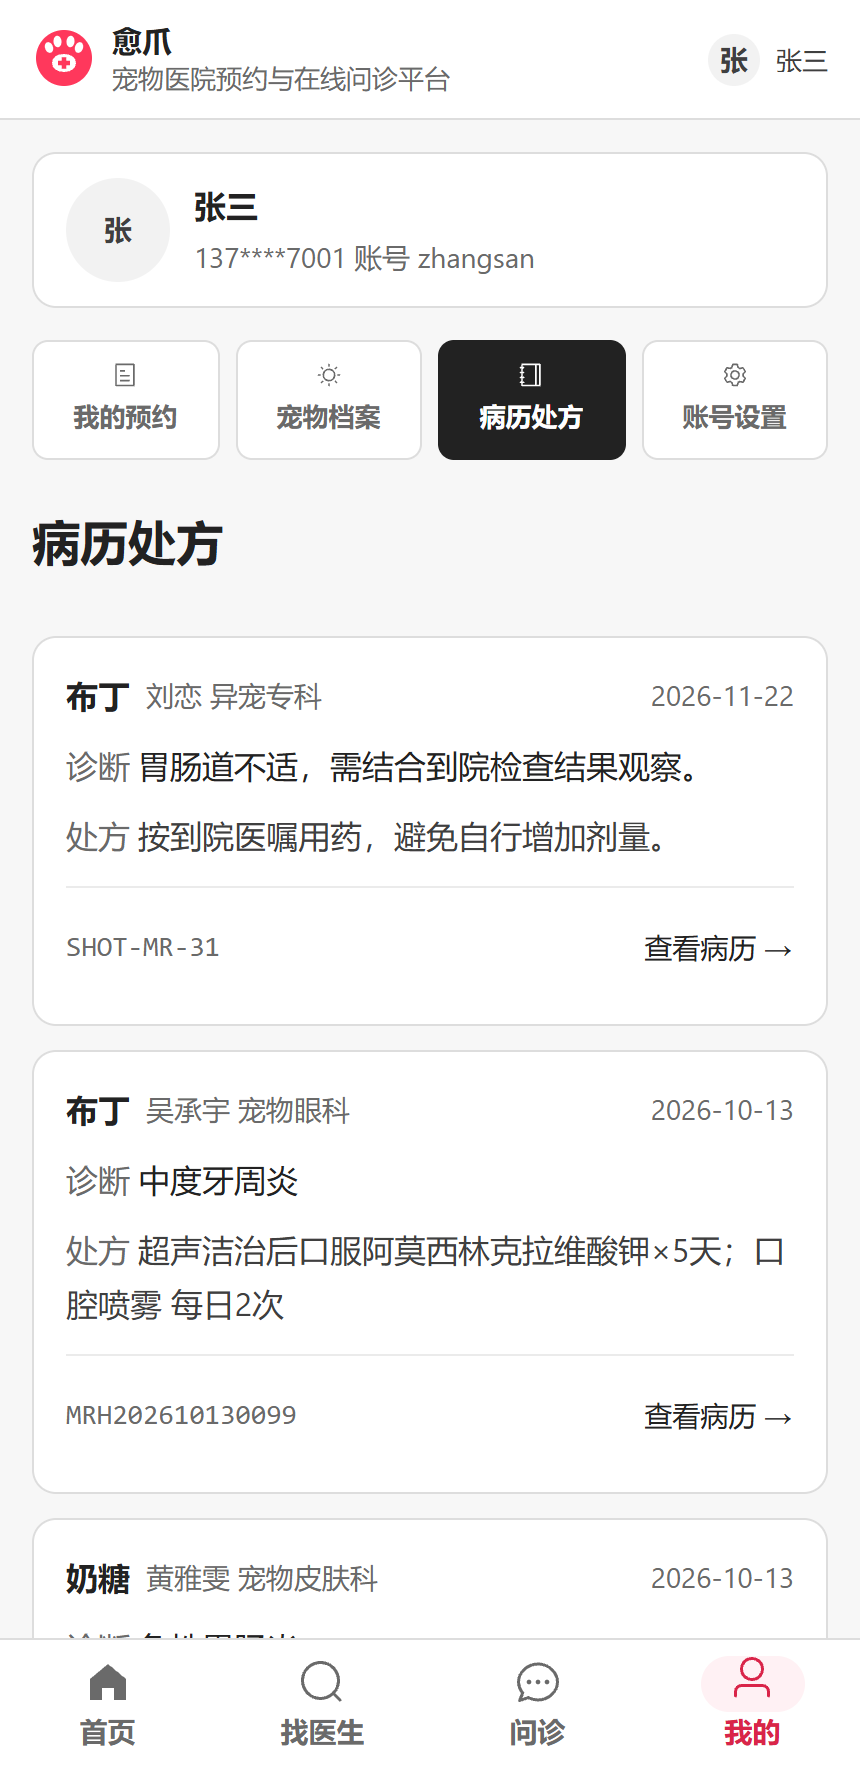 愈爪
宠物医院预约与在线问诊平台
张 张三
张
张三
137****7001 账号 zhangsan
我的预约 宠物档案 病历处方 账号设置
病历处方
布丁 刘恋 异宠专科 2026-11-22
诊断 胃肠道不适，需结合到院检查结果观察。
处方 按到院医嘱用药，避免自行增加剂量。
SHOT-MR-31 查看病历 →
布丁 吴承宇 宠物眼科 2026-10-13
诊断 中度牙周炎
处方 超声洁治后口服阿莫西林克拉维酸钾×5天；口
腔喷雾 每日2次
MRH202610130099 查看病历 →
奶糖 黄雅雯 宠物皮肤科 2026-10-13
首页 找医生 问诊 我的